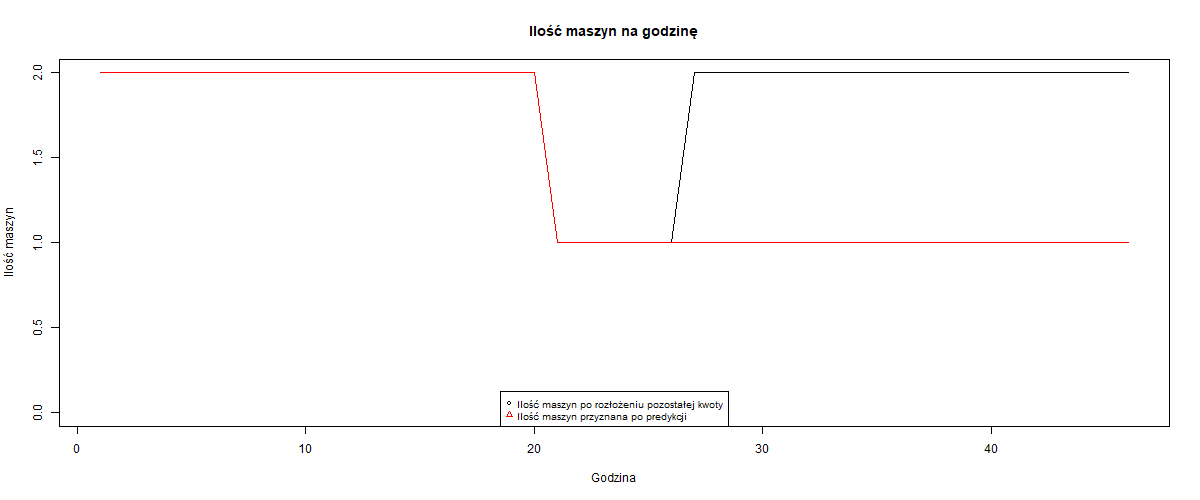 Ilość maszyn na godzinę
Ilość maszyn
2.0
1.5
1.0
0.5
0.0
Ilość maszyn po rozłożeniu pozostałej kwoty
Ilość maszyn przyznana po predykcji
0 10 20 30 40
Godzina